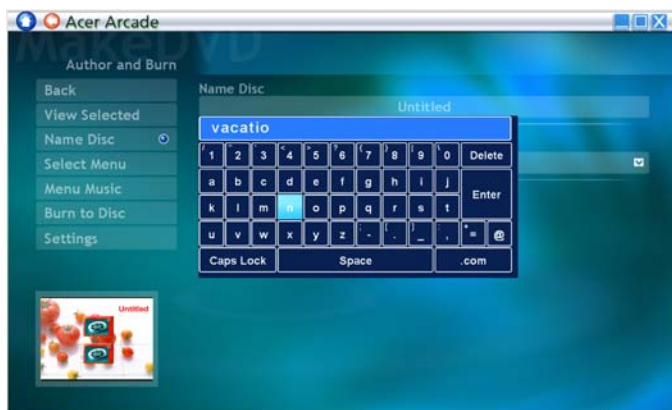 Acer Arcade
MakeDVD
Author and Burn
Back
View Selected
Name Disc
Select Menu
Menu Music
Burn to Disc
Settings
Untitled
Name Disc
Untitled
vacatio
1 2 3 4 5 6 7 8 9 0 Delete
a b c d e f g h i j
Enter
k l m n o p q r s t
u v w x y z - . _ , = @
Caps Lock Space .com